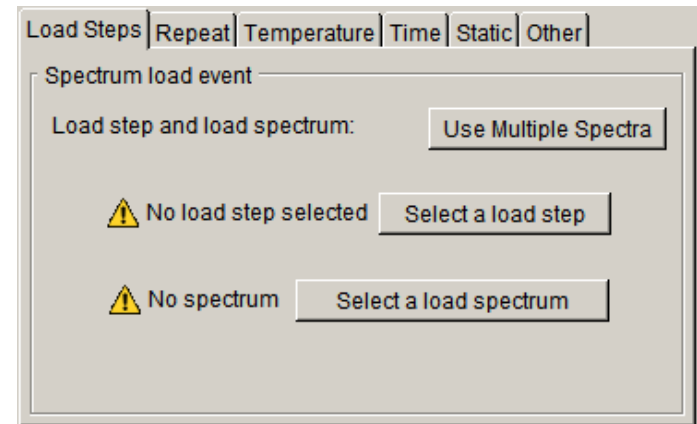 Load Steps Repeat Temperature Time Static Other
Spectrum load event
Load step and load spectrum: Use Multiple Spectra
No load step selected Select a load step
No spectrum Select a load spectrum